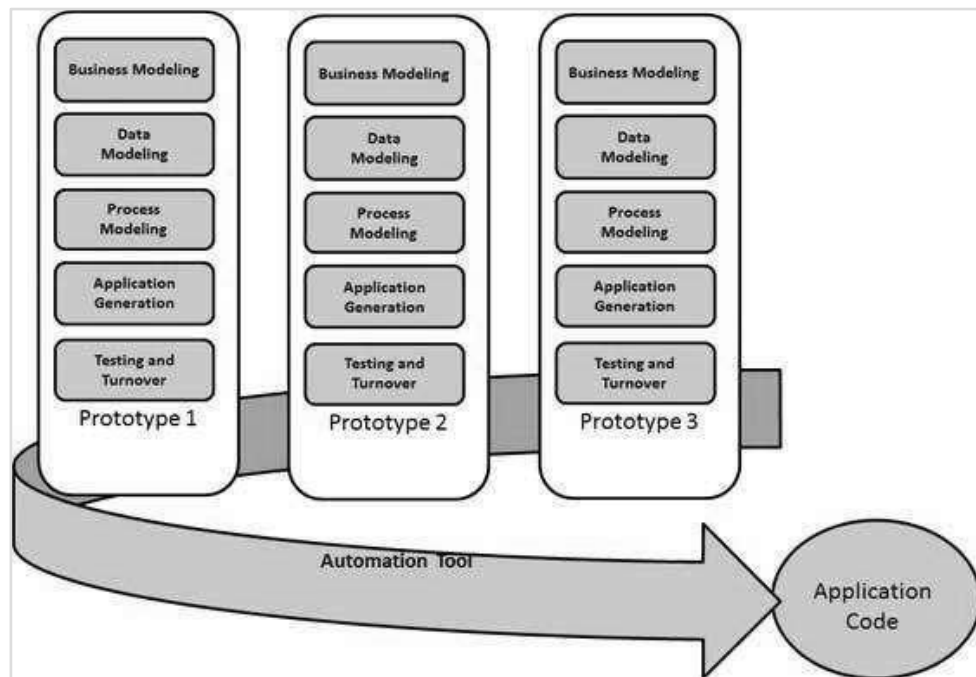 Business Modeling
Data
Modeling
Process
Modeling
Application
Generation
Testing and
Turnover
Prototype 1
Business Modeling
Data
Modeling
Process
Modeling
Application
Generation
Testing and
Turnover
Prototype 2
Business Modeling
Data
Modeling
Process
Modeling
Application
Generation
Testing and
Turnover
Prototype 3
Automation Tool
Application
Code